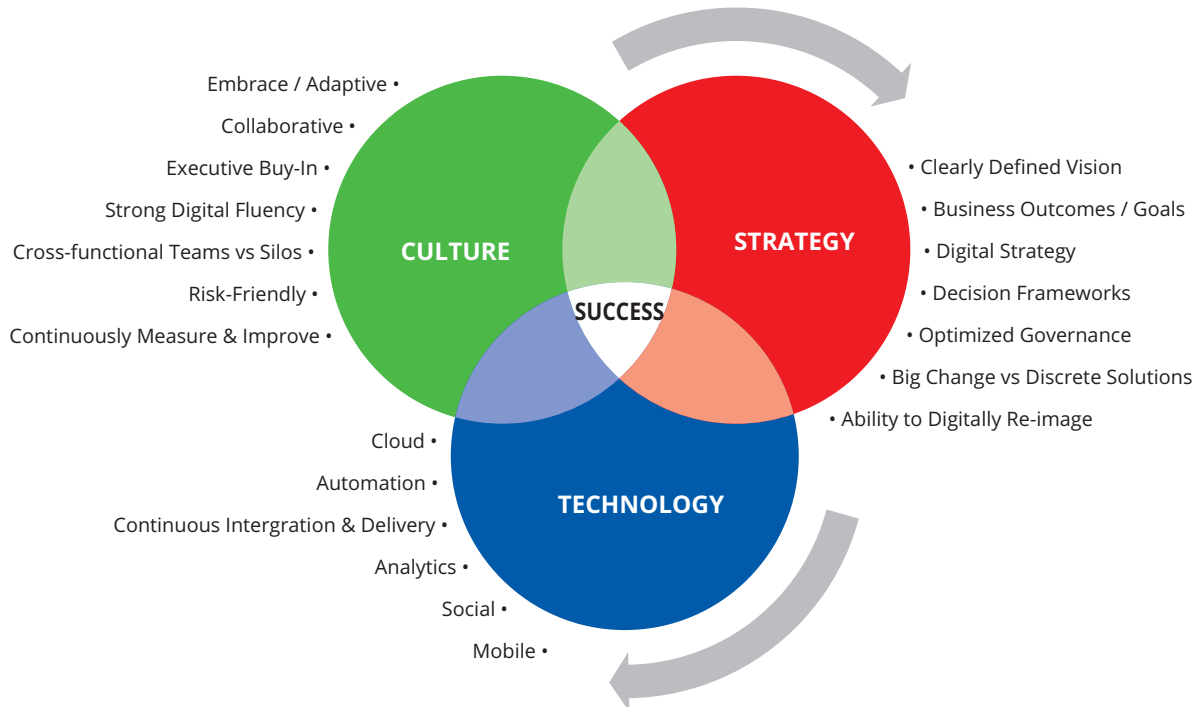 Embrace / Adaptive •
Collaborative •
Executive Buy-In •
Strong Digital Fluency •
Cross-functional Teams vs Silos •
Risk-Friendly •
Continuously Measure & Improve •
CULTURE
STRATEGY
• Clearly Defined Vision
• Business Outcomes / Goals
• Digital Strategy
• Decision Frameworks
• Optimized Governance
• Big Change vs Discrete Solutions
• Ability to Digitally Re-image
SUCCESS
Cloud •
Automation •
Continuous Intergration & Delivery •
Analytics •
Social •
Mobile •
TECHNOLOGY